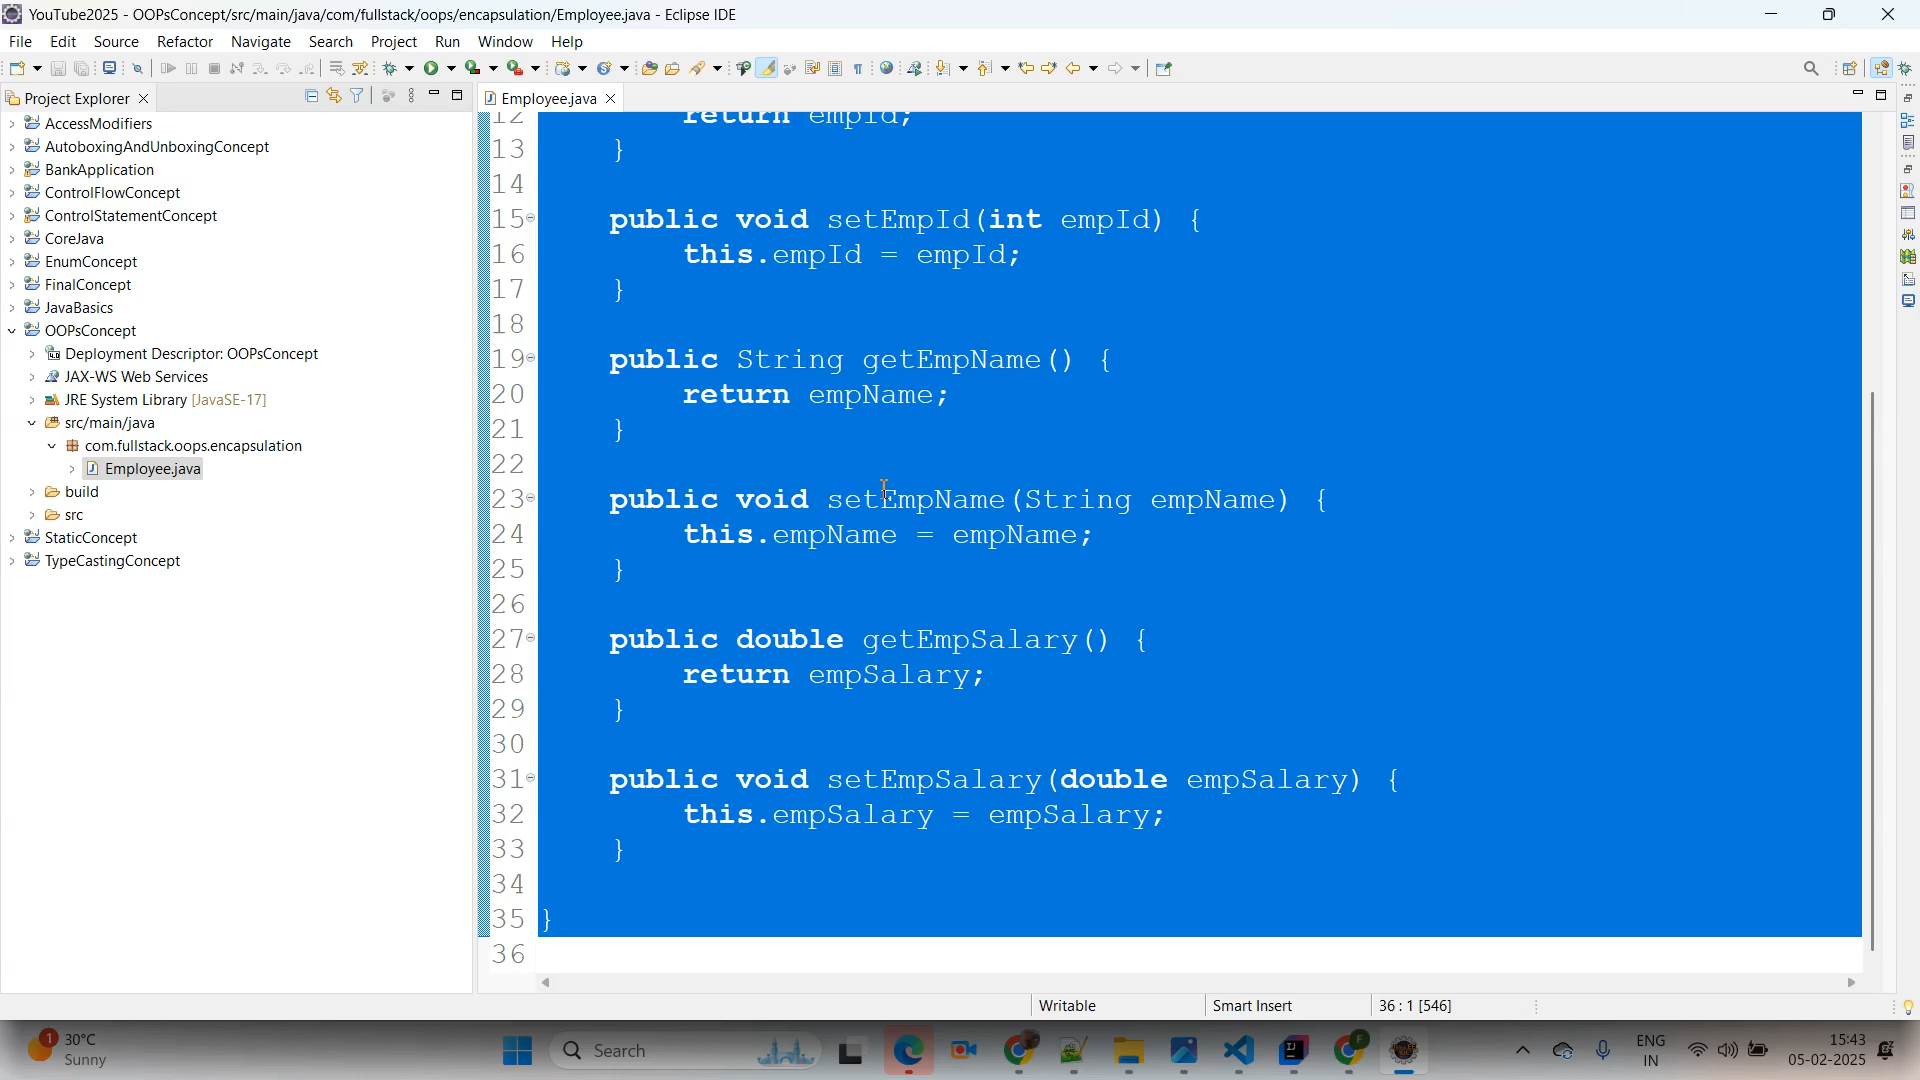 YouTube2025 - OOPsConcept/src/main/java/com/fullstack/oops/encapsulation/Employee.java - Eclipse IDE
File Edit Source Refactor Navigate Search Project Run Window Help
Project Explorer
Employee.java
AccessModifiers
AutoboxingAndUnboxingConcept
BankApplication
ControlFlowConcept
ControlStatementConcept
CoreJava
EnumConcept
FinalConcept
JavaBasics
OOPsConcept
Deployment Descriptor: OOPsConcept
JAX-WS Web Services
JRE System Library [JavaSE-17]
src/main/java
com.fullstack.oops.encapsulation
Employee.java
build
src
StaticConcept
TypeCastingConcept
12 return empId;
13 }
14
15 public void setEmpId(int empId) {
16 this.empId = empId;
17 }
18
19 public String getEmpName() {
20 return empName;
21 }
22
23 public void setEmpName(String empName) {
24 this.empName = empName;
25 }
26
27 public double getEmpSalary() {
28 return empSalary;
29 }
30
31 public void setEmpSalary(double empSalary) {
32 this.empSalary = empSalary;
33 }
34
35 }
36
Writable Smart Insert 36 : 1 [546]
1
30°C
Sunny
Search
ENG
IN
15:43
05-02-2025